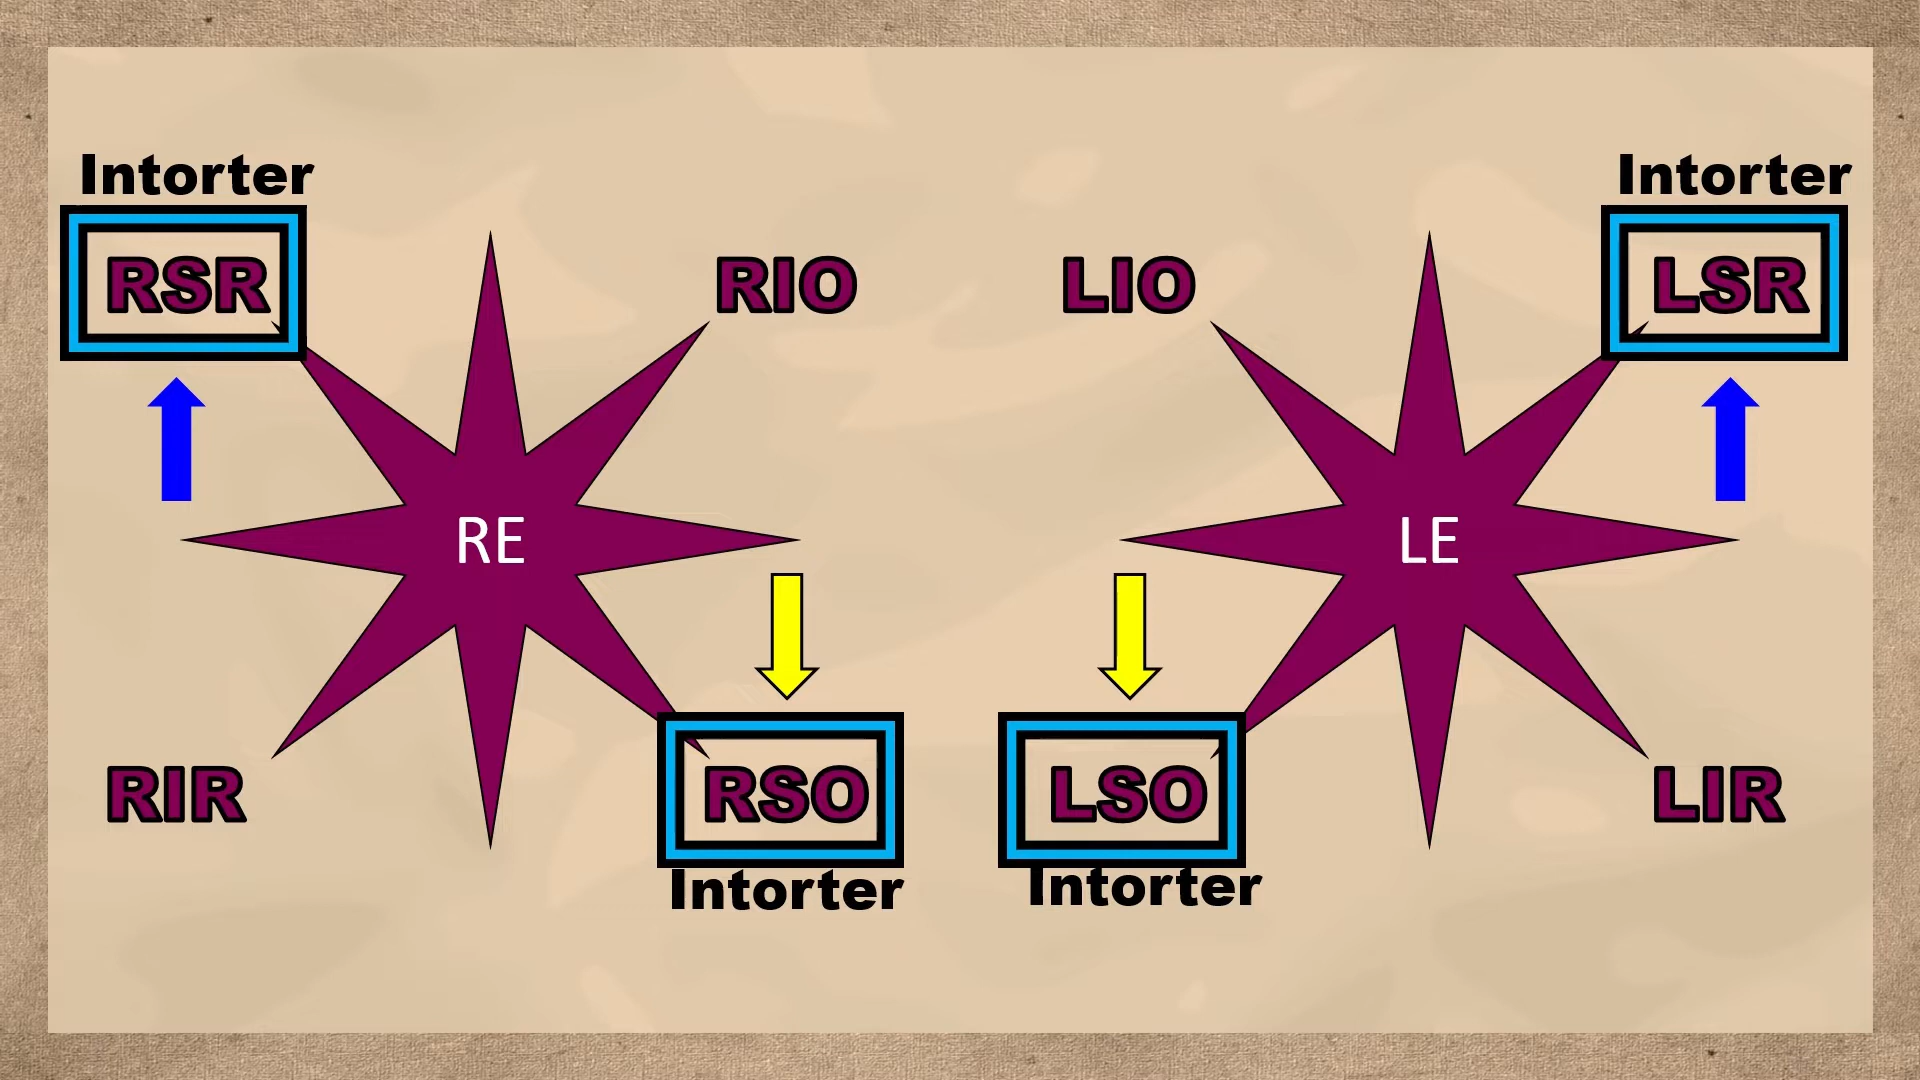 Intorter
Intorter
RSR
RIO
LIO
LSR
RE
LE
RIR
RSO
LSO
LIR
Intorter
Intorter